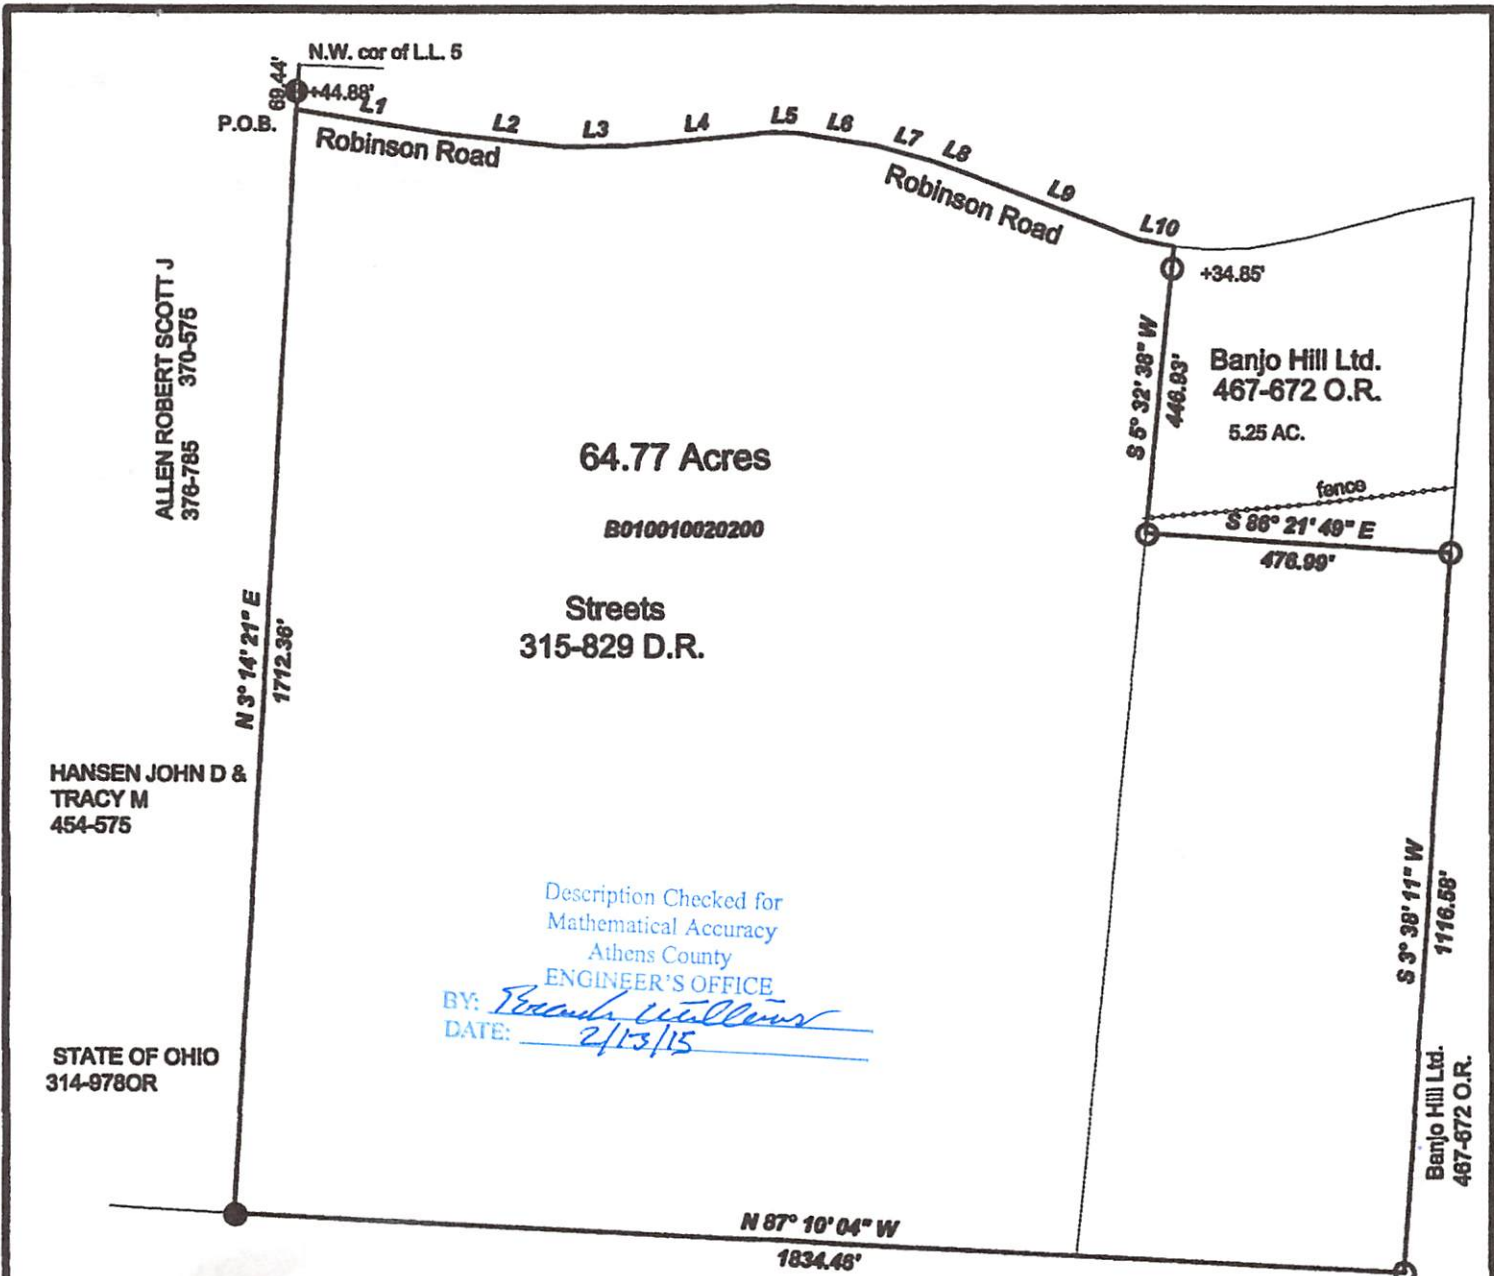 N.W. cor of L.L. 5
69.44'
+44.88'
P.O.B.
L1
L2
L3
L4
L5
L6
L7
L8
L9
L10
Robinson Road
Robinson Road
+34.85'
ALLEN ROBERT SCOTT J
376-785 370-575
S 5° 32' 38" W
446.93'
Banjo Hill Ltd.
467-672 O.R.
5.25 AC.
64.77 Acres
fence
B010010020200
S 86° 21' 49" E
476.99'
Streets
315-829 D.R.
N 3° 14' 21" E
1712.36'
HANSEN JOHN D &
TRACY M
454-575
Description Checked for
Mathematical Accuracy
Athens County
ENGINEER'S OFFICE
BY:
DATE: 2/13/15
S 3° 38' 11" W
1116.58'
STATE OF OHIO
314-978OR
Banjo Hill Ltd.
467-672 O.R.
N 87° 10' 04" W
1834.46'